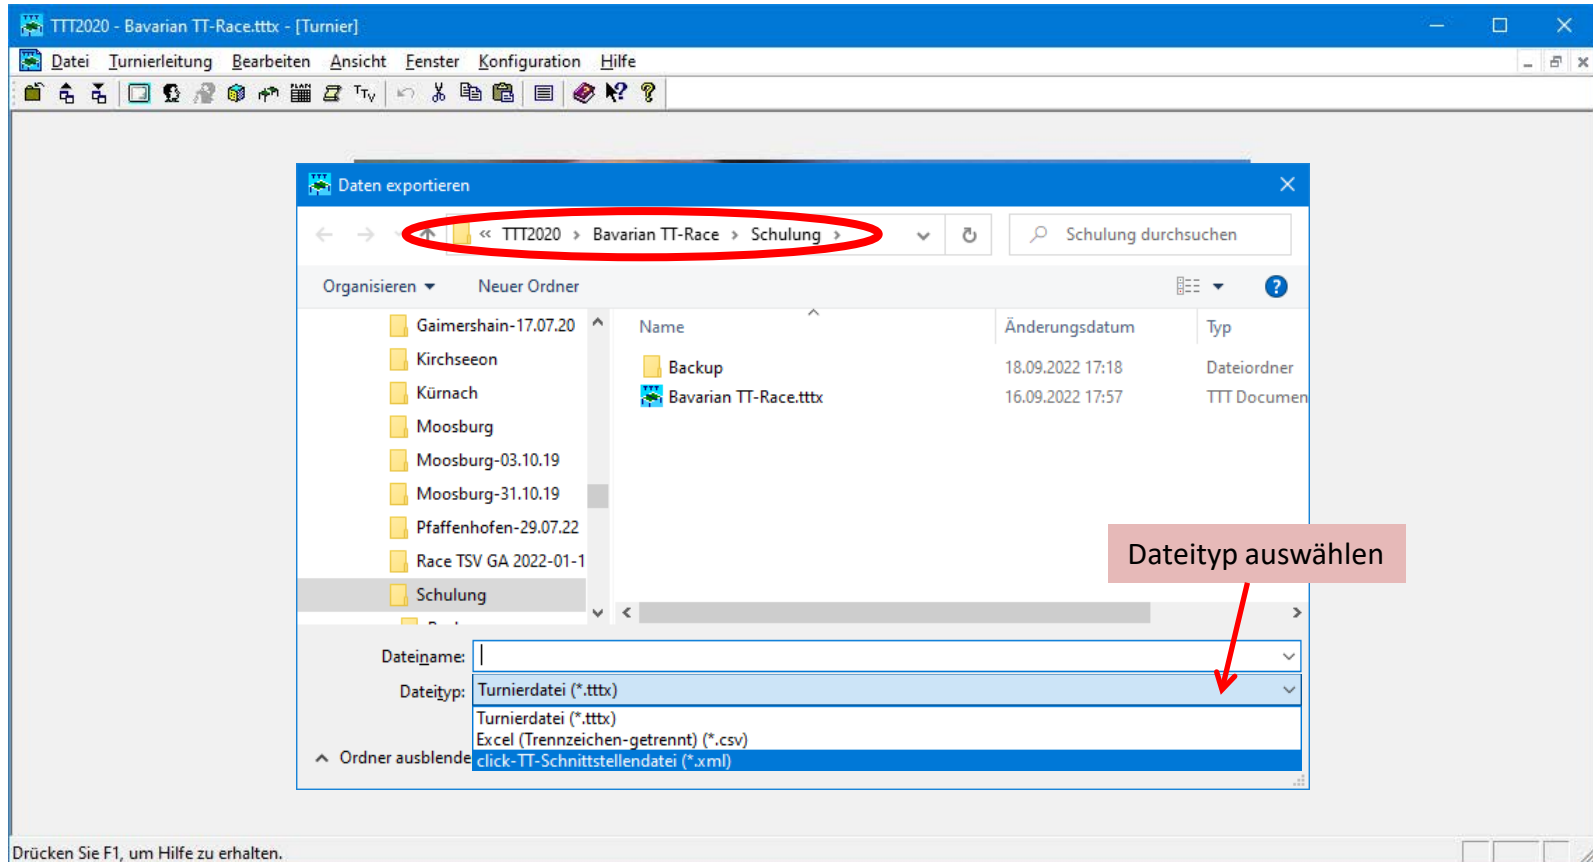 TTT2020 - Bavarian TT-Race.tttx - [Turnier]
Datei Turnierleitung Bearbeiten Ansicht Fenster Konfiguration Hilfe
PLAN
TTV
Daten exportieren
« TTT2020 › Bavarian TT-Race › Schulung ›
Schulung durchsuchen
Organisieren Neuer Ordner
Name Änderungsdatum Typ
Gaimershain-17.07.20
Kirchseeon
Kürnach
Moosburg
Moosburg-03.10.19
Moosburg-31.10.19
Pfaffenhofen-29.07.22
Race TSV GA 2022-01-1
Schulung
Backup 18.09.2022 17:18 Dateiordner
Bavarian TT-Race.tttx 16.09.2022 17:57 TTT Documen
Dateityp auswählen
Dateiname:
Dateityp: Turnierdatei (*.tttx)
Turnierdatei (*.tttx)
Excel (Trennzeichen-getrennt) (*.csv)
click-TT-Schnittstellendatei (*.xml)
Ordner ausblende
Drücken Sie F1, um Hilfe zu erhalten.